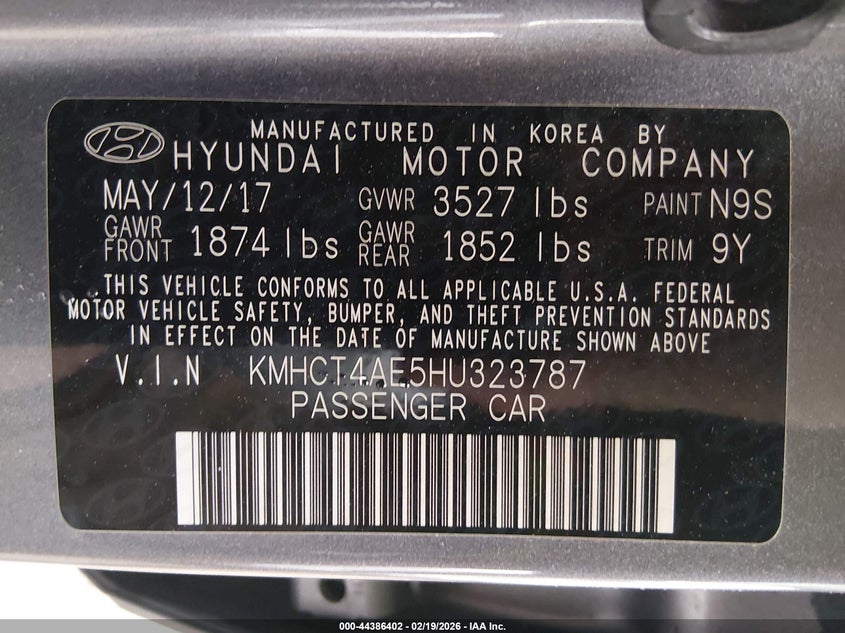 MANUFACTURED IN KOREA BY
HYUNDAI MOTOR COMPANY
MAY/12/17 GVWR 3527 lbs PAINT N9S
GAWR FRONT 1874 lbs GAWR REAR 1852 lbs TRIM 9Y
THIS VEHICLE CONFORMS TO ALL APPLICABLE U.S.A. FEDERAL
MOTOR VEHICLE SAFETY, BUMPER, AND THEFT PREVENTION STANDARDS
IN EFFECT ON THE DATE OF MANUFACTURE SHOWN ABOVE
V.I.N KMHCT4AE5HU323787
PASSENGER CAR
000-44386402 - 02/19/2026 - IAA Inc.